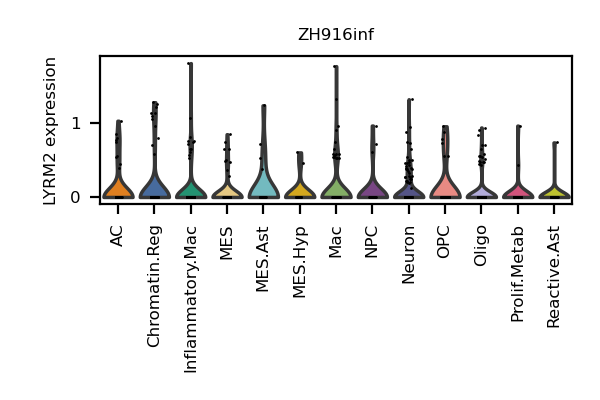 ZH916inf
LYRM2 expression
1
0
AC
Chromatin.Reg
Inflammatory.Mac
MES
MES.Ast
MES.Hyp
Mac
NPC
Neuron
OPC
Oligo
Prolif.Metab
Reactive.Ast